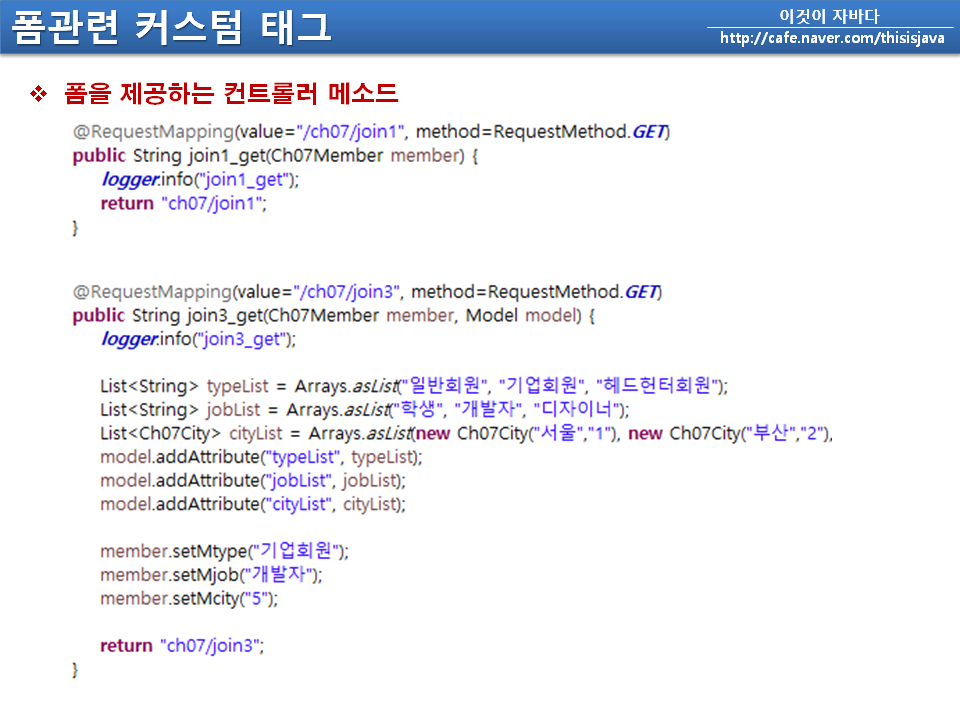 폼관련 커스텀 태그
이것이 자바다
http://cafe.naver.com/thisisjava
❖ 폼을 제공하는 컨트롤러 메소드
@RequestMapping(value="/ch07/join1", method=RequestMethod.GET)
public String join1_get(Ch07Member member) {
logger.info("join1_get");
return "ch07/join1";
}
@RequestMapping(value="/ch07/join3", method=RequestMethod.GET)
public String join3_get(Ch07Member member, Model model) {
logger.info("join3_get");
List<String> typeList = Arrays.asList("일반회원", "기업회원", "헤드헌터회원");
List<String> jobList = Arrays.asList("학생", "개발자", "디자이너");
List<Ch07City> cityList = Arrays.asList(new Ch07City("서울","1"), new Ch07City("부산","2"),
model.addAttribute("typeList", typeList);
model.addAttribute("jobList", jobList);
model.addAttribute("cityList", cityList);
member.setMtype("기업회원");
member.setMjob("개발자");
member.setMcity("5");
return "ch07/join3";
}